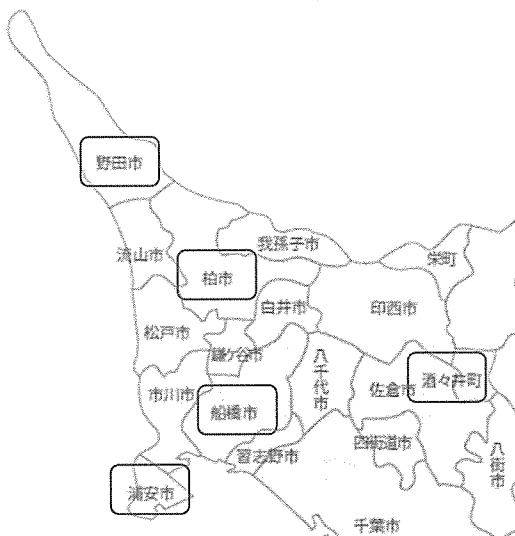 野田市
流山市
我孫子市
栄町
柏市
白井市
印西市
松戸市
鎌ケ谷市
八千代市
市川市
佐倉市
酒々井町
船橋市
四街道市
八街市
習志野市
浦安市
千葉市